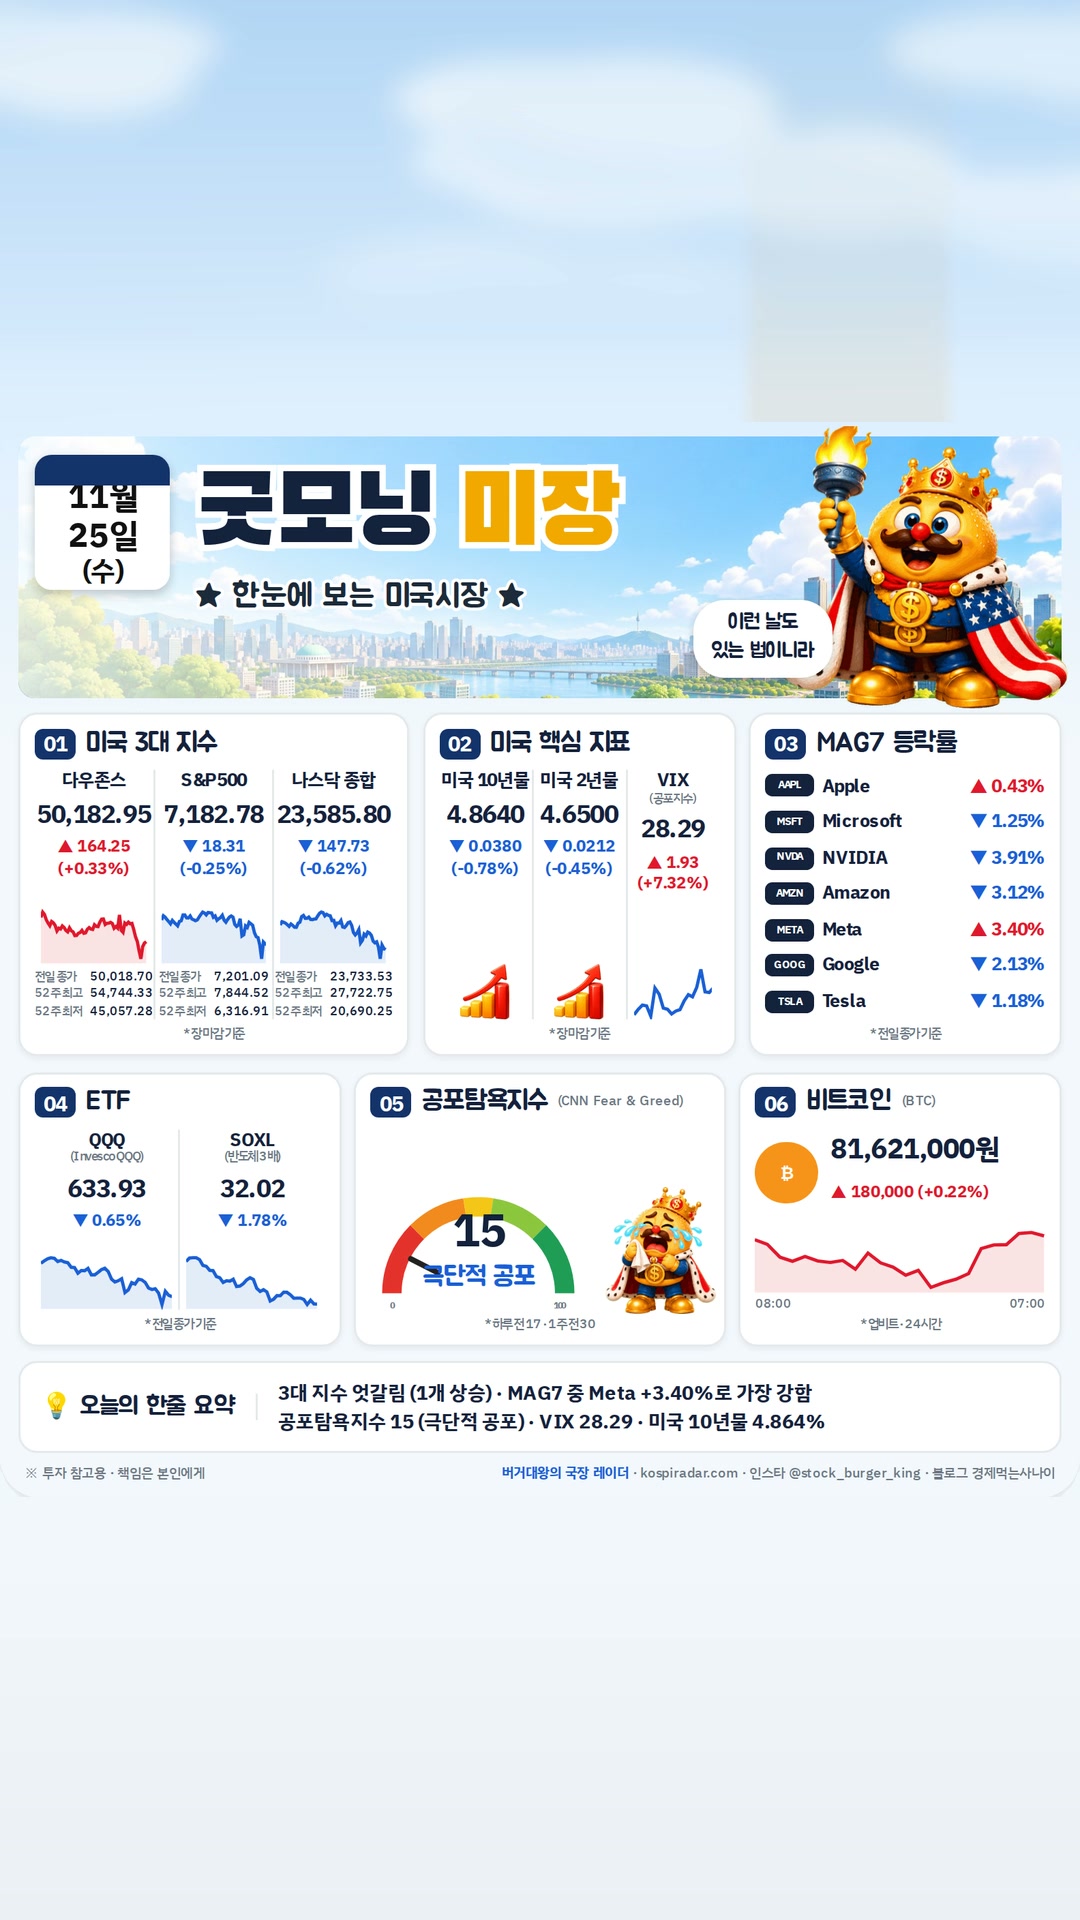 11월
25일
(수)
굿모닝 미장
★ 한눈에 보는 미국시장 ★
이런 날도
있는 법이니라
01 미국 3대 지수
다우존스 S&P500 나스닥 종합
50,182.95 7,182.78 23,585.80
▲ 164.25 ▼ 18.31 ▼ 147.73
(+0.33%) (-0.25%) (-0.62%)
전일종가 50,018.70 전일종가 7,201.09 전일종가 23,733.53
52주최고 54,744.33 52주최고 7,844.52 52주최고 27,722.75
52주최저 45,057.28 52주최저 6,316.91 52주최저 20,690.25
*장마감기준
02 미국 핵심 지표
미국 10년물 미국 2년물 VIX
(공포지수)
4.8640 4.6500 28.29
▼ 0.0380 ▼ 0.0212 ▲ 1.93
(-0.78%) (-0.45%) (+7.32%)
*장마감기준
03 MAG7 등락률
AAPL Apple ▲ 0.43%
MSFT Microsoft ▼ 1.25%
NVDA NVIDIA ▼ 3.91%
AMZN Amazon ▼ 3.12%
META Meta ▲ 3.40%
GOOG Google ▼ 2.13%
TSLA Tesla ▼ 1.18%
*전일종가기준
04 ETF
QQQ SOXL
(Invesco QQQ) (반도체3배)
633.93 32.02
▼ 0.65% ▼ 1.78%
*전일종가기준
05 공포탐욕지수 (CNN Fear & Greed)
15
극단적 공포
0 100
*하루전17·1주전30
06 비트코인 (BTC)
₿ 81,621,000원
▲ 180,000 (+0.22%)
08:00 07:00
*업비트·24시간
오늘의 한줄 요약
3대 지수 엇갈림 (1개 상승) · MAG7 중 Meta +3.40%로 가장 강함
공포탐욕지수 15 (극단적 공포) · VIX 28.29 · 미국 10년물 4.864%
※ 투자 참고용 · 책임은 본인에게
버거대왕의 국장 레이더 · kospiradar.com · 인스타 @stock_burger_king · 블로그 경제먹는사나이